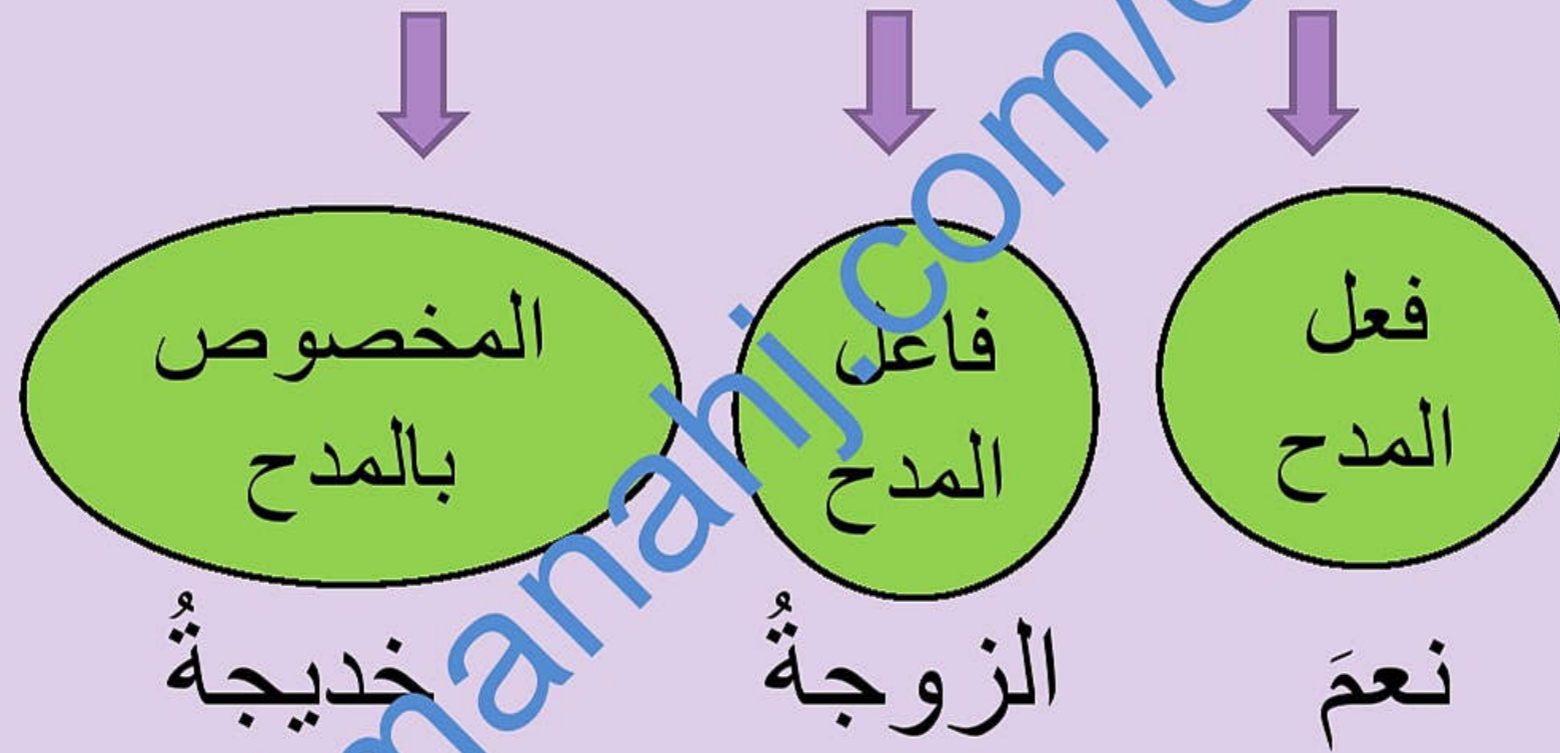 فعل
المدح
فاعل
المدح
المخصوص
بالمدح
نعمَ
الزوجةُ
خديجةُ
manahj.com/